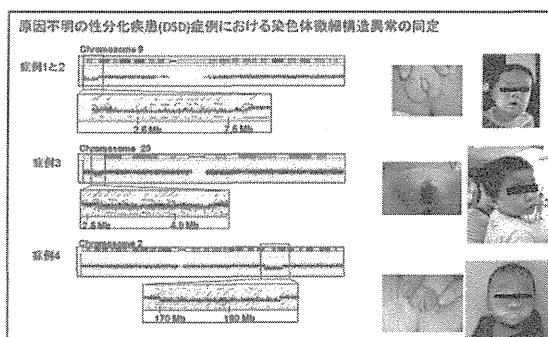 原因不明の性分化疾患(DSD)症例における染色体微細構造異常の同定
症例1と2
Chromosome 9
2.5 Mb 7.5 Mb
症例3
Chromosome 20
2.5 Mb 4.0 Mb
症例4
Chromosome 2
170 Mb 180 Mb